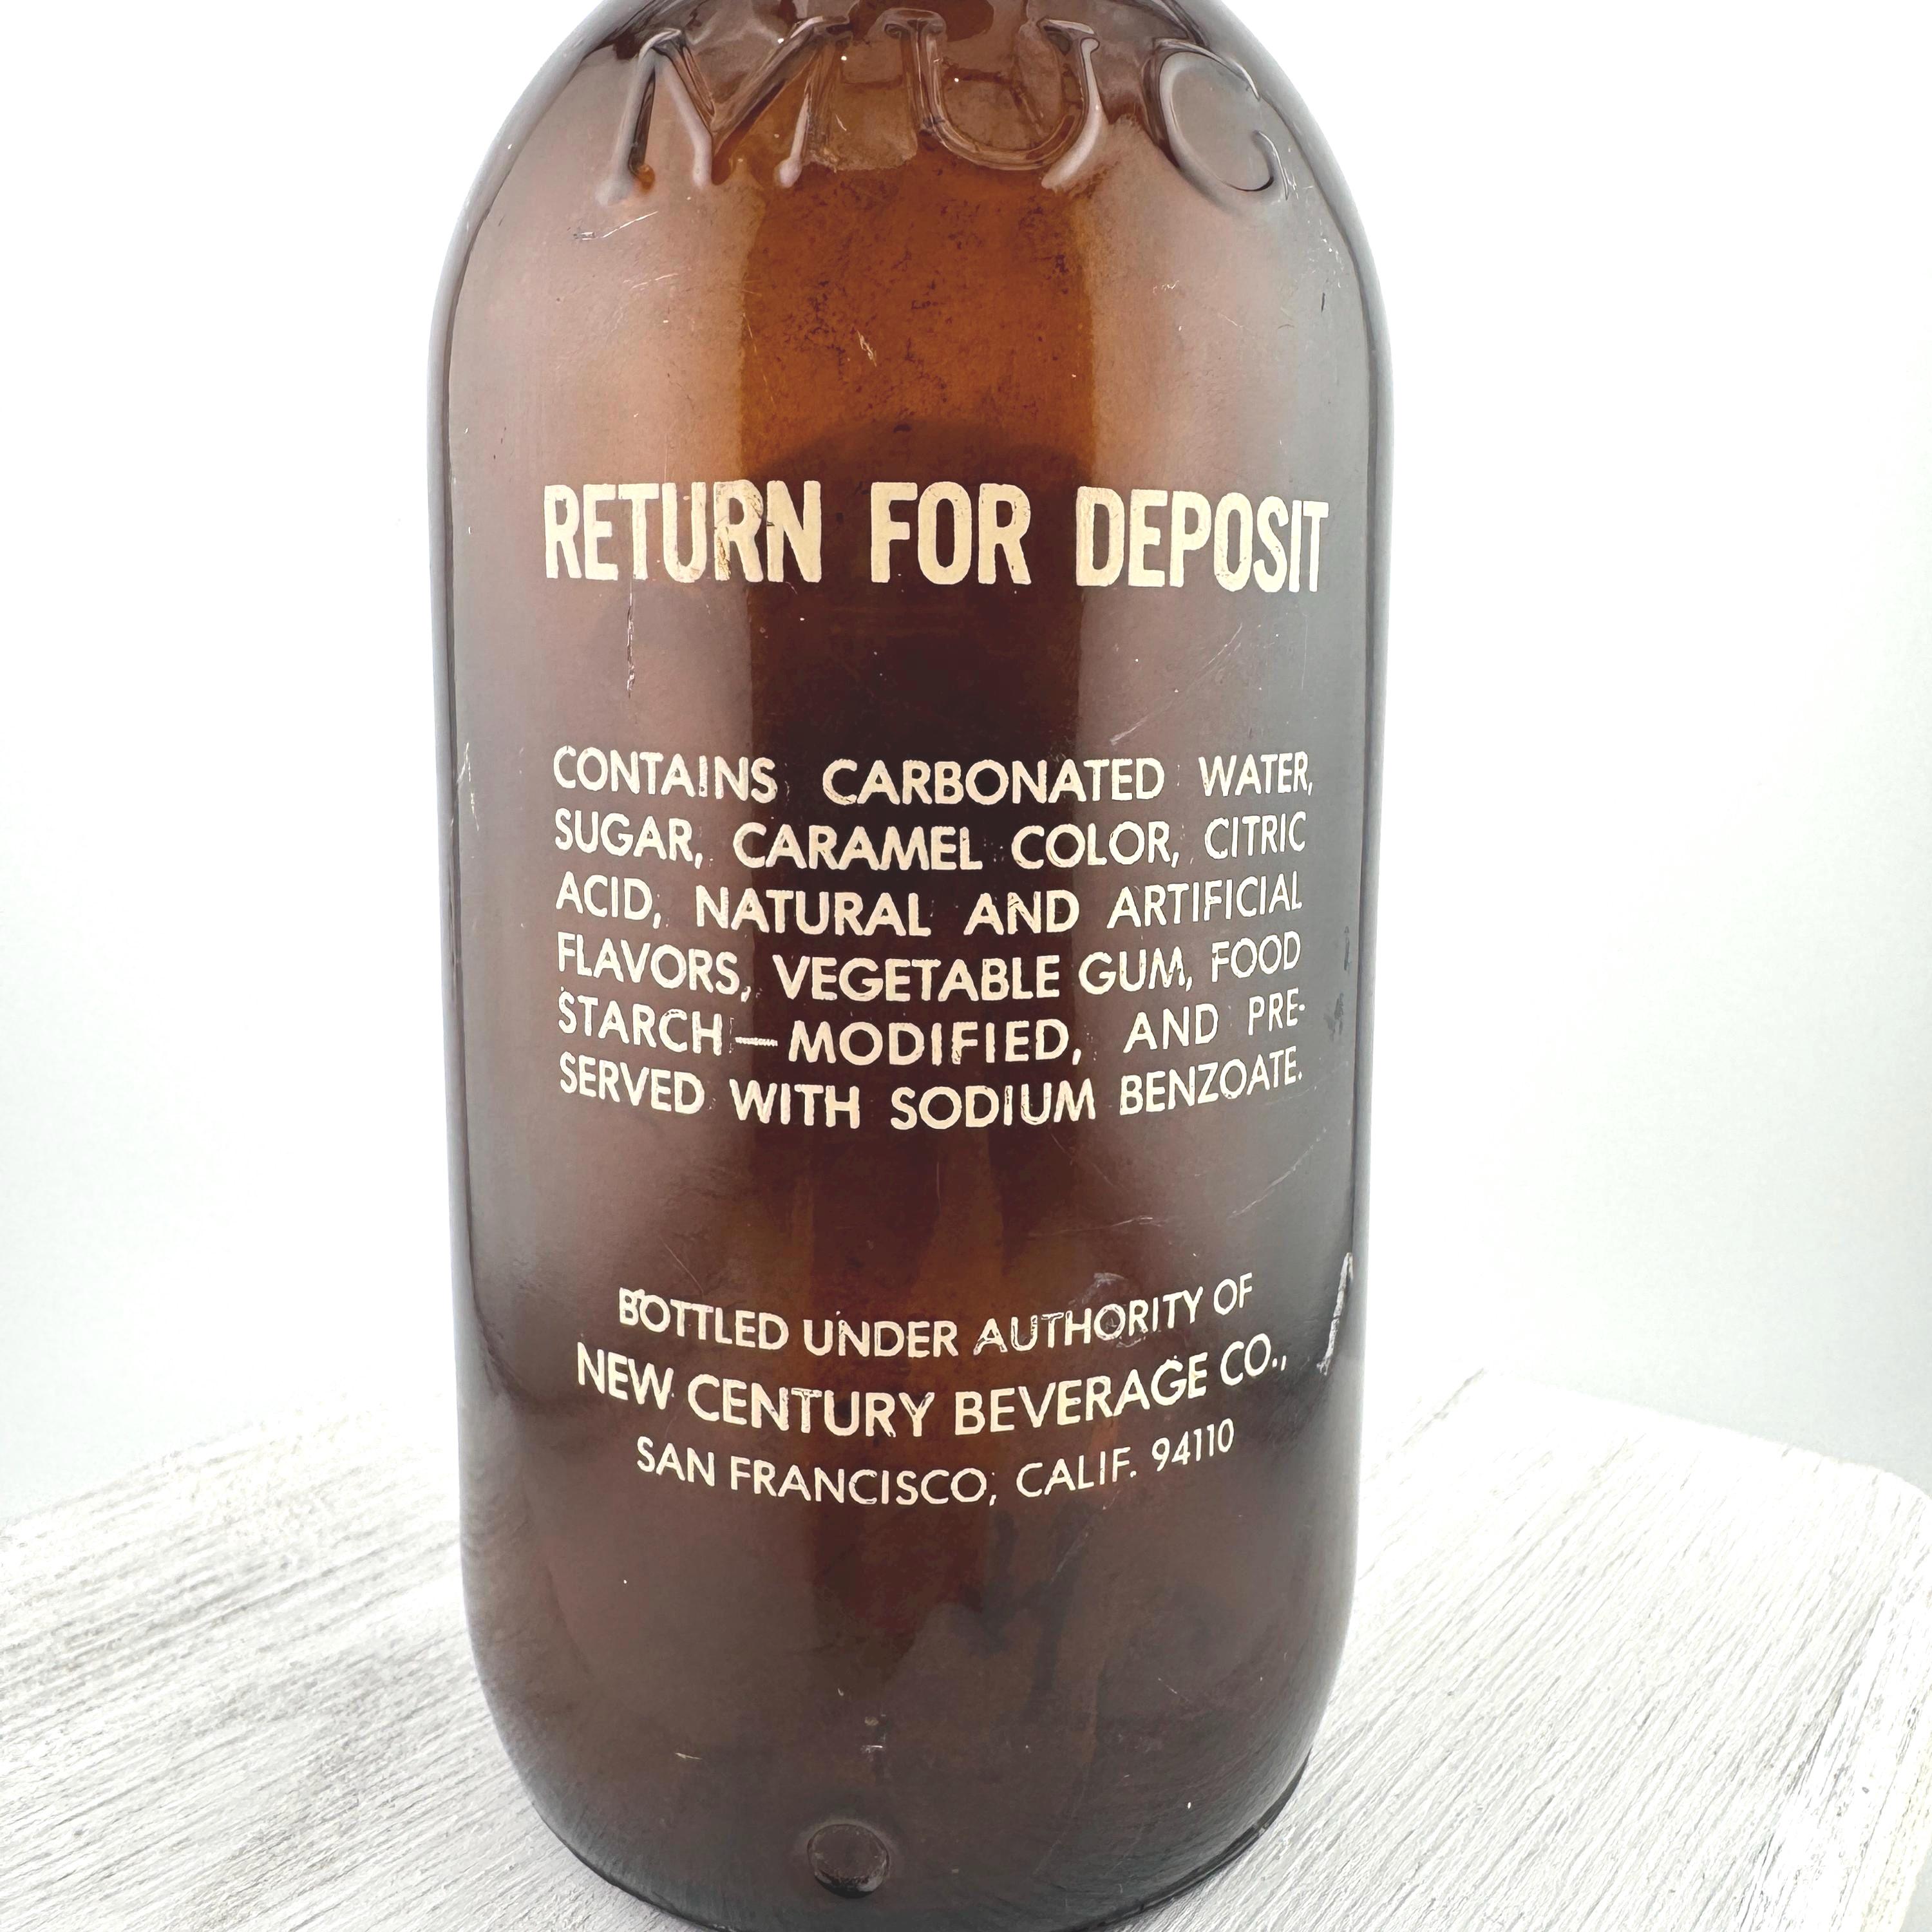 MUG
RETURN FOR DEPOSIT
CONTAINS CARBONATED WATER,
SUGAR, CARAMEL COLOR, CITRIC
ACID, NATURAL AND ARTIFICIAL
FLAVORS, VEGETABLE GUM, FOOD
STARCH—MODIFIED, AND PRE-
SERVED WITH SODIUM BENZOATE.
BOTTLED UNDER AUTHORITY OF
NEW CENTURY BEVERAGE CO.,
SAN FRANCISCO, CALIF. 94110